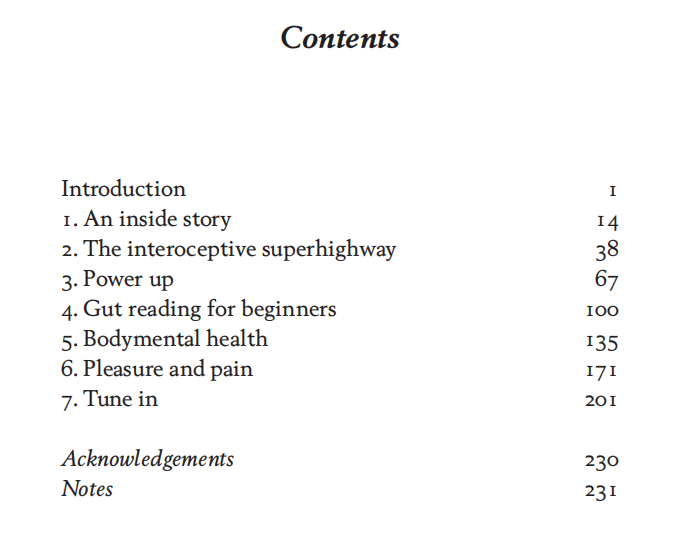 Contents
Introduction 1
1. An inside story 14
2. The interoceptive superhighway 38
3. Power up 67
4. Gut reading for beginners 100
5. Bodymental health 135
6. Pleasure and pain 171
7. Tune in 201
Acknowledgements 230
Notes 231